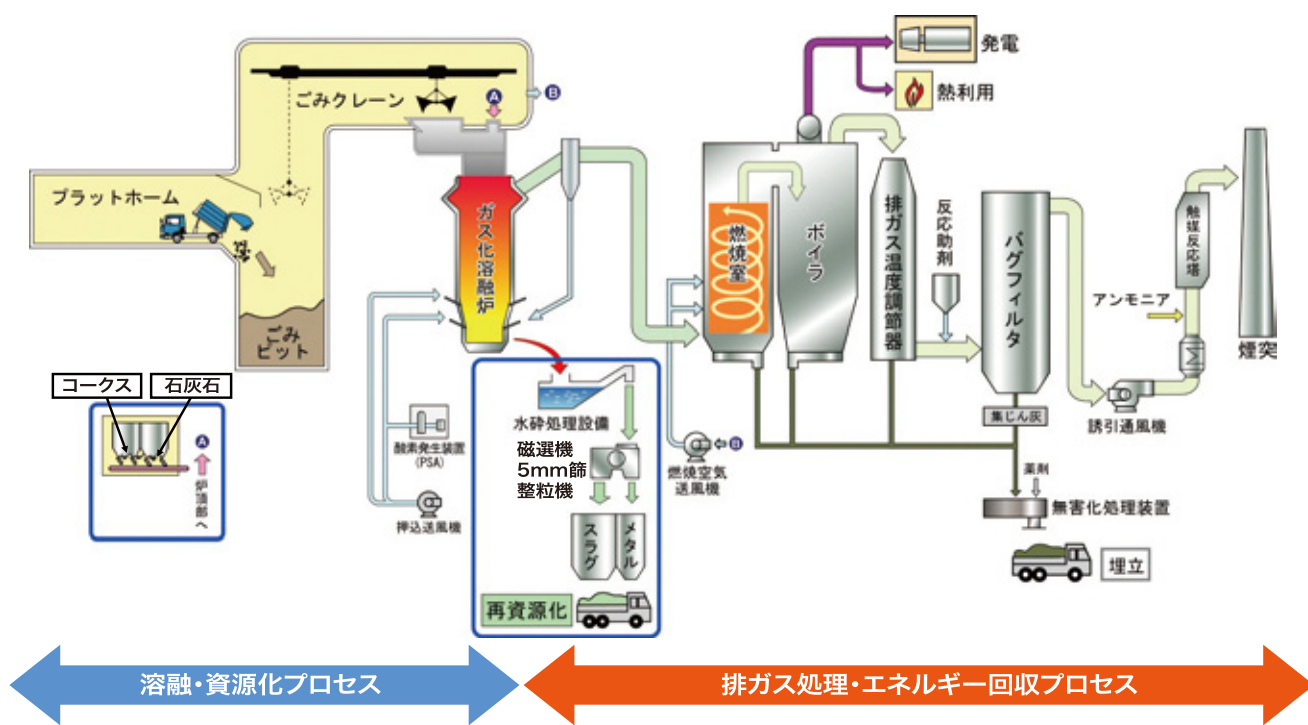 ごみクレーン
A
B
プラットホーム
ごみ
ピット
コークス
石灰石
A
炉頂部へ
ガス化溶融炉
酸素発生装置
(PSA)
押込送風機
水砕処理設備
磁選機
5mm篩
整粒機
スラグ
メタル
再資源化
発電
熱利用
燃焼室
ボイラ
排ガス温度調節器
反応助剤
バグフィルタ
アンモニア
触媒反応塔
煙突
誘引通風機
集じん灰
B
燃焼空気
送風機
薬剤
無害化処理装置
埋立
溶融・資源化プロセス
排ガス処理・エネルギー回収プロセス